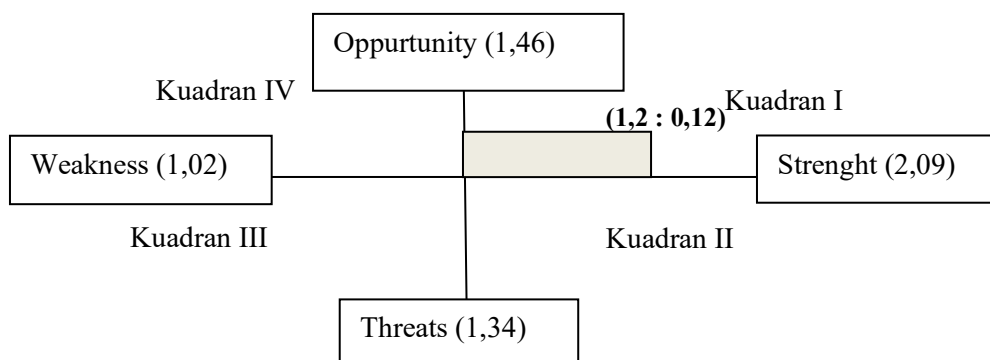 Oppurtunity (1,46)
Kuadran IV
Kuadran I
(1,2 : 0,12)
Weakness (1,02)
Strenght (2,09)
Kuadran III
Kuadran II
Threats (1,34)